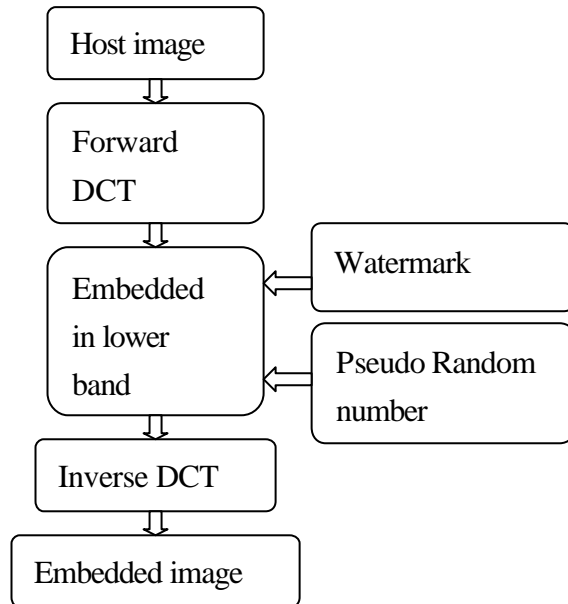 Host image
Forward
DCT
Embedded
in lower
band
Watermark
Pseudo Random
number
Inverse DCT
Embedded image